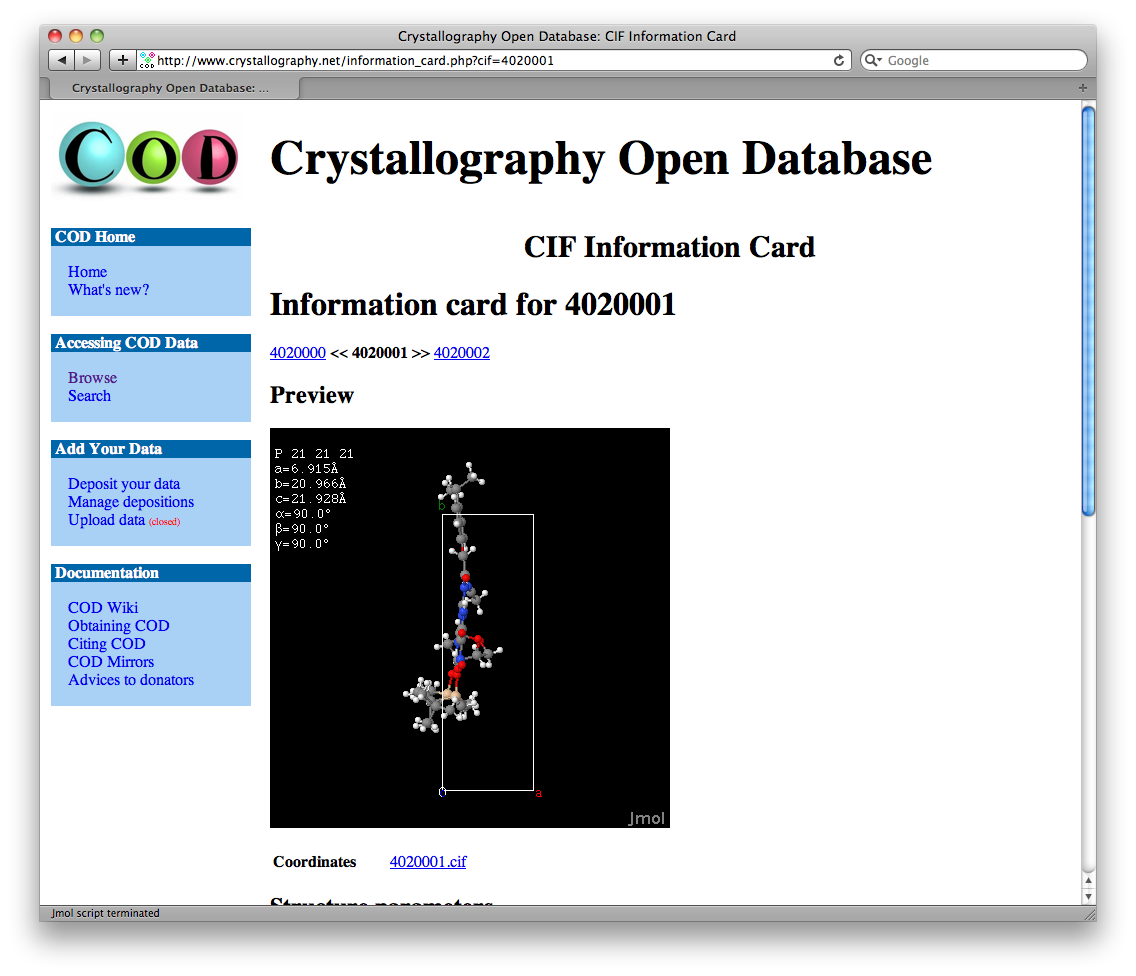 Crystallography Open Database: CIF Information Card
http://www.crystallography.net/information_card.php?cif=4020001
Google
Crystallography Open Database: ...
COD
Crystallography Open Database
COD Home
Home
What's new?
Accessing COD Data
Browse
Search
Add Your Data
Deposit your data
Manage depositions
Upload data (closed)
Documentation
COD Wiki
Obtaining COD
Citing COD
COD Mirrors
Advices to donators
CIF Information Card
Information card for 4020001
4020000 << 4020001 >> 4020002
Preview
P 21 21 21
a=6.915Å
b=20.966Å
c=21.928Å
α=90.0°
β=90.0°
γ=90.0°
b
a
Jmol
Coordinates 4020001.cif
Structure parameters
Jmol script terminated